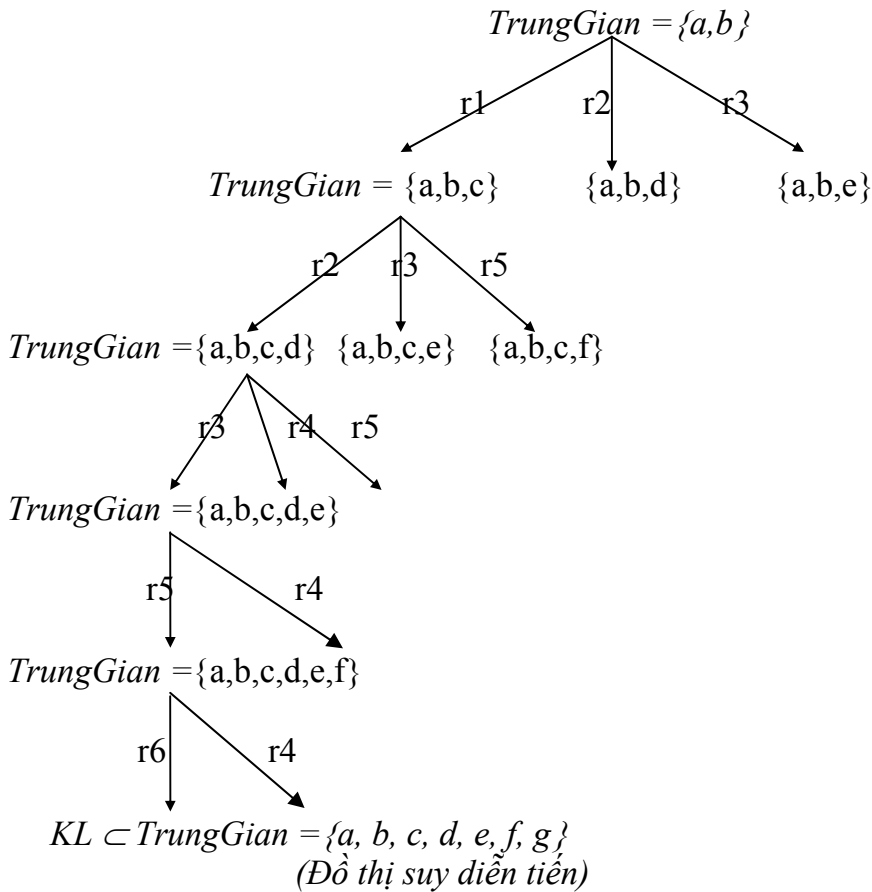 TrungGian ={a,b}
r1 r2 r3
TrungGian = {a,b,c} {a,b,d} {a,b,e}
r2 r3 r5
TrungGian ={a,b,c,d} {a,b,c,e} {a,b,c,f}
r3 r4 r5
TrungGian ={a,b,c,d,e}
r5 r4
TrungGian ={a,b,c,d,e,f}
r6 r4
KL ⊂ TrungGian ={a, b, c, d, e, f, g}
(Đồ thị suy diễn tiến)